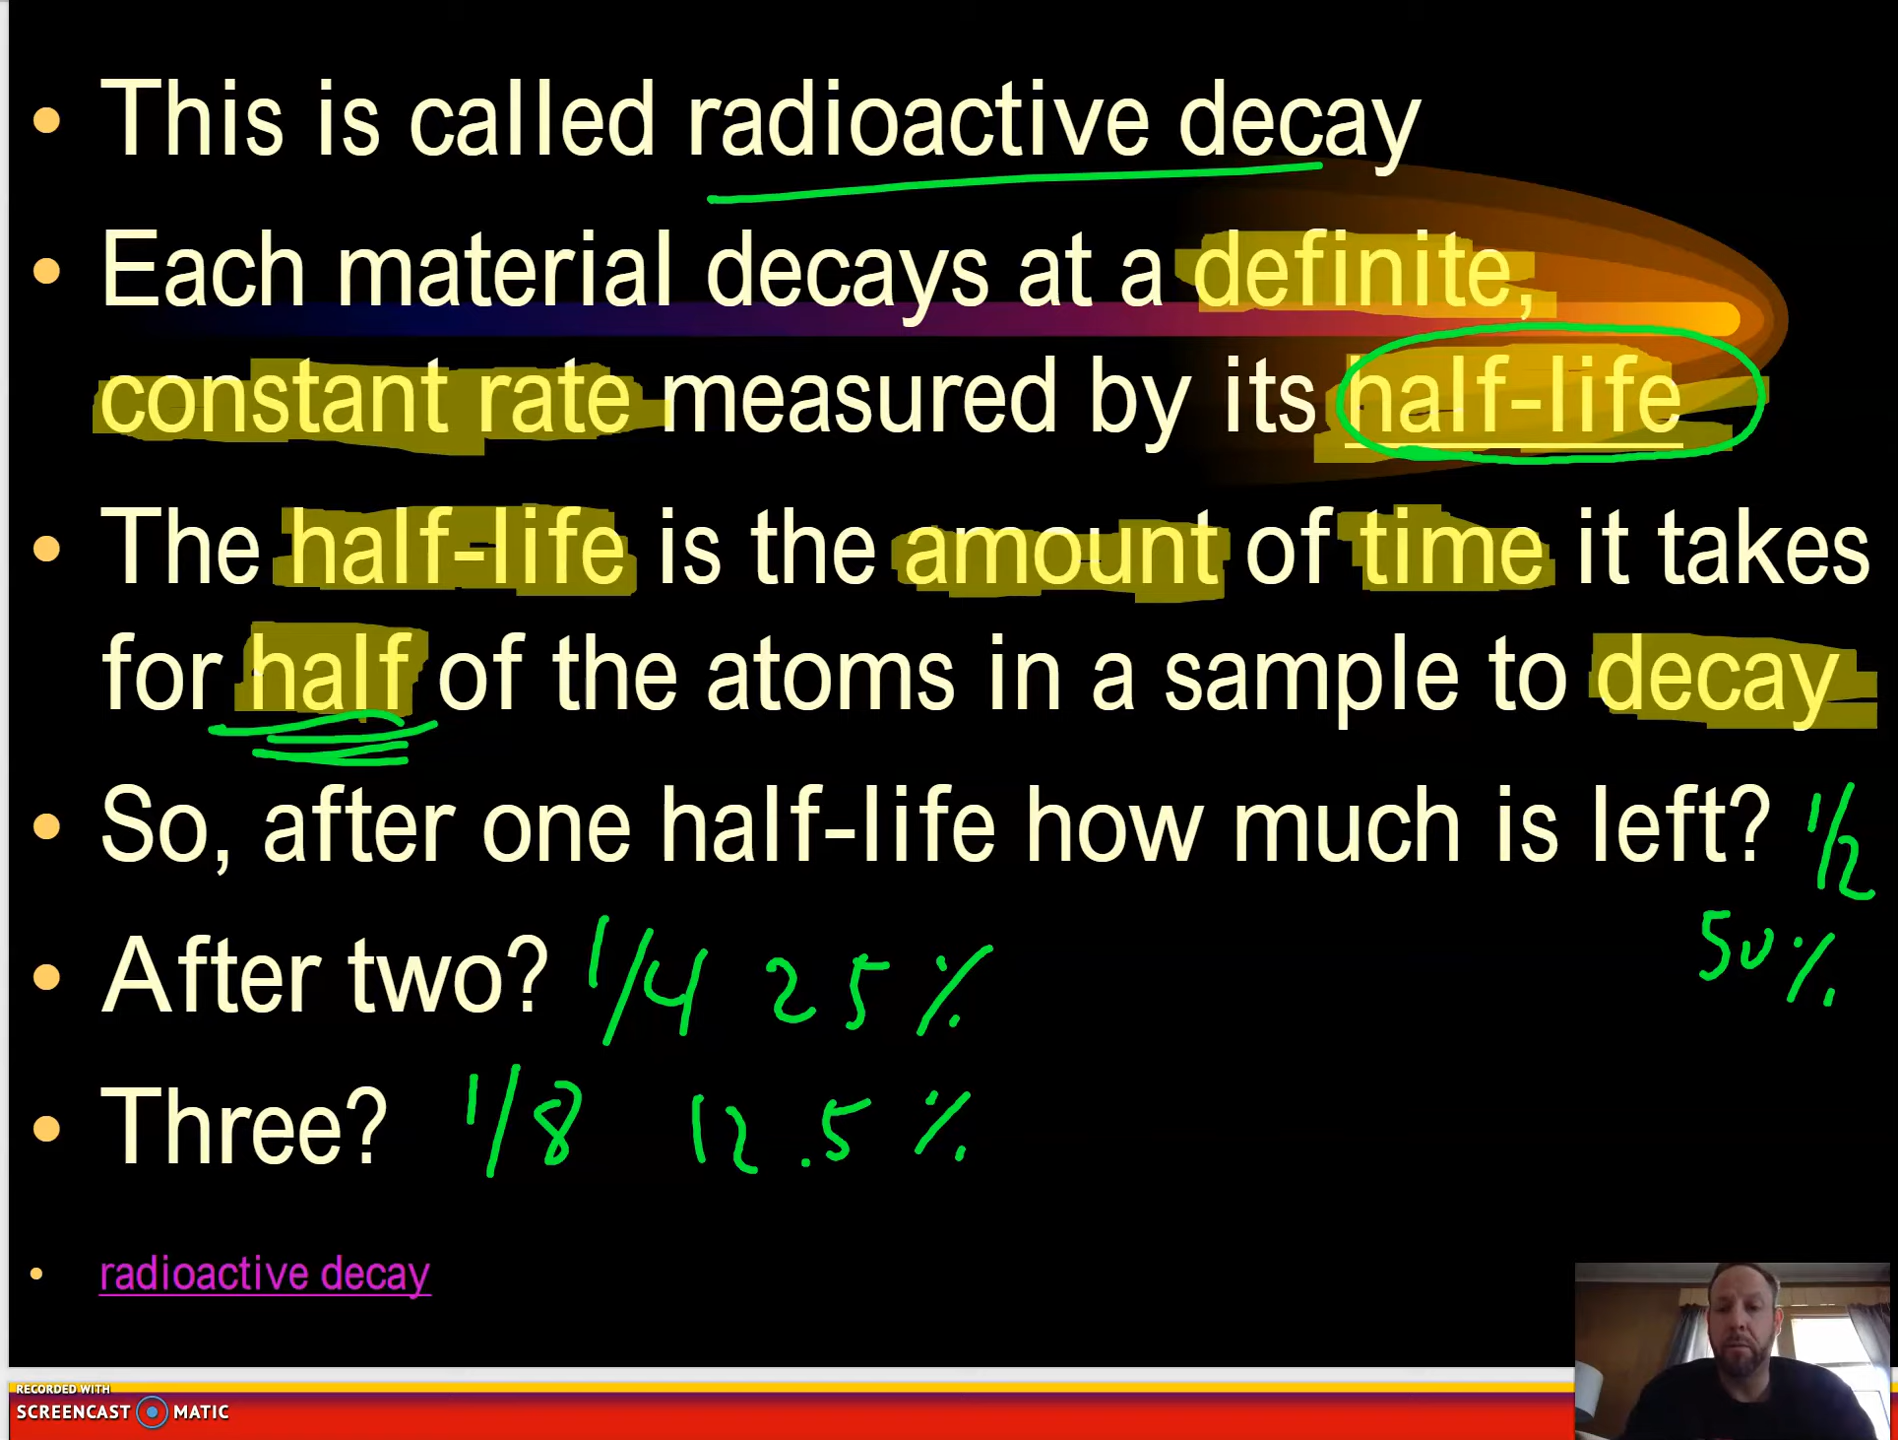 • This is called radioactive decay
• Each material decays at a definite,
constant rate measured by its half-life
• The half-life is the amount of time it takes
for half of the atoms in a sample to decay
• So, after one half-life how much is left? 1/2
50%
• After two? 1/4 25%
• Three? 1/8 12.5%
• radioactive decay
RECORDED WITH
SCREENCAST MATIC